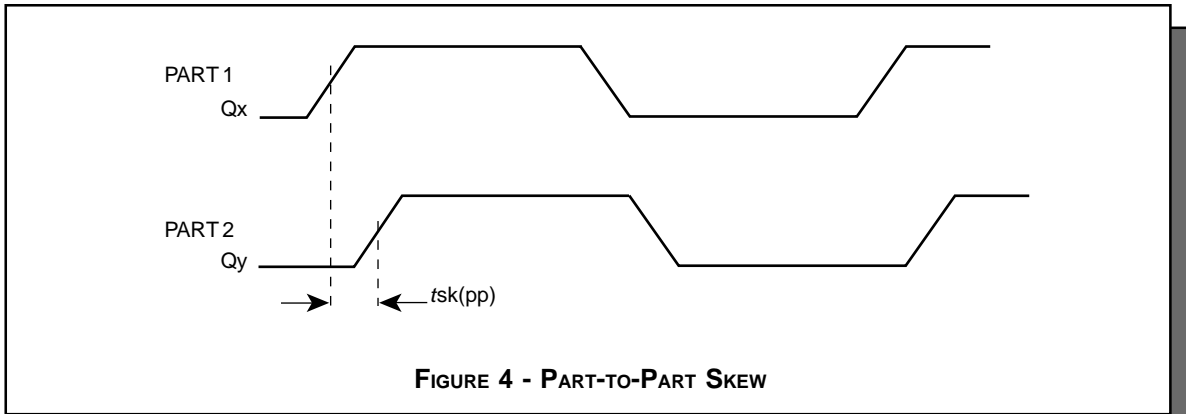 PART 1
Qx
PART 2
Qy
tsk(pp)
FIGURE 4 - PART-TO-PART SKEW